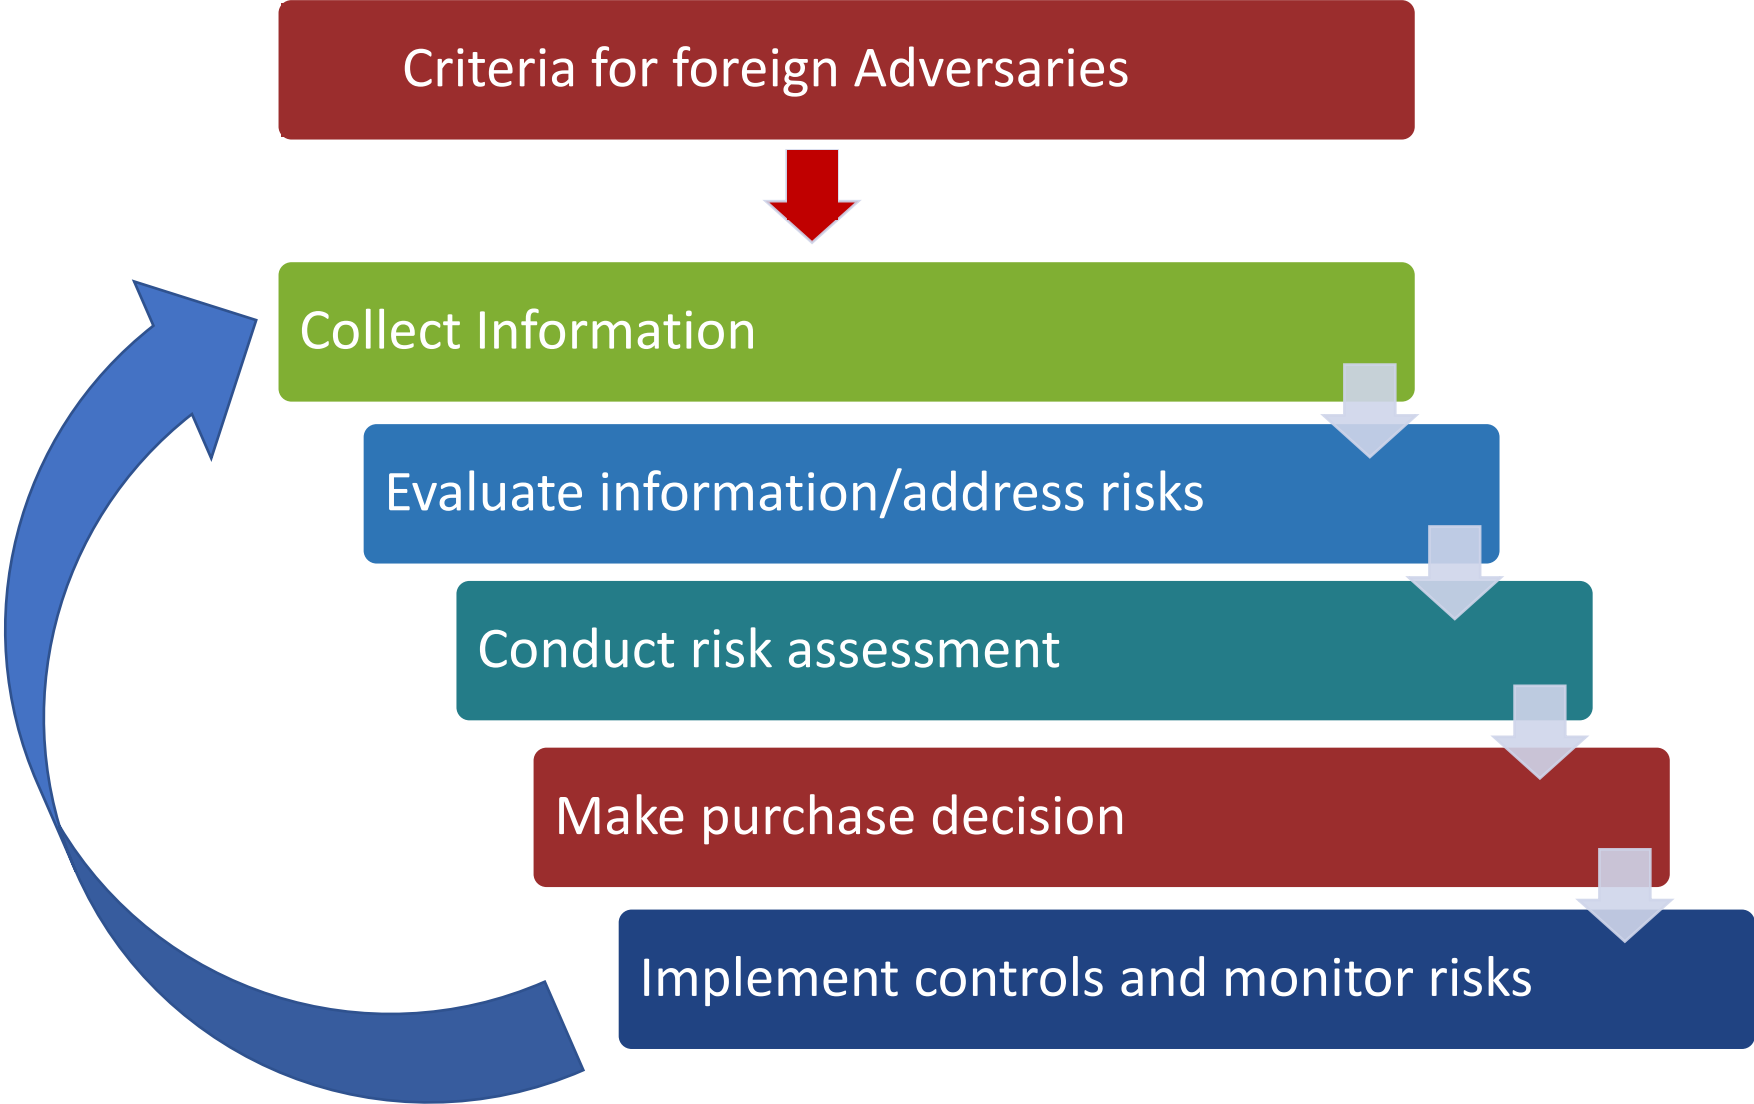 Criteria for foreign Adversaries
Collect Information
Evaluate information/address risks
Conduct risk assessment
Make purchase decision
Implement controls and monitor risks